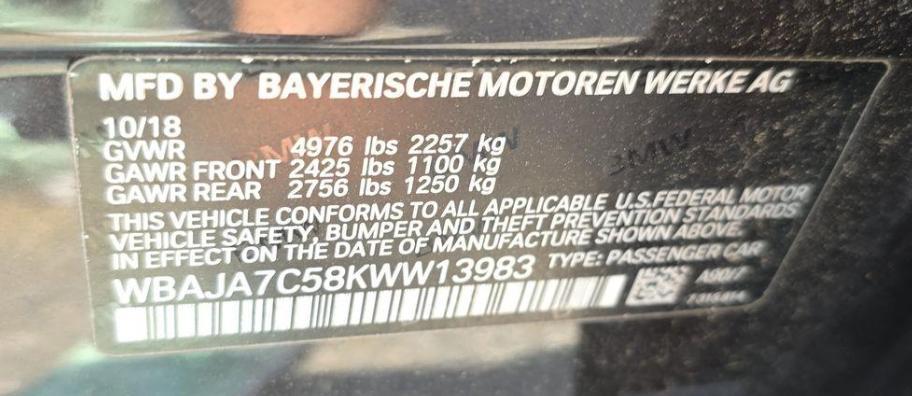 MFD BY BAYERISCHE MOTOREN WERKE AG
10/18
GVWR 4976 lbs 2257 kg
GAWR FRONT 2425 lbs 1100 kg
GAWR REAR 2756 lbs 1250 kg
THIS VEHICLE CONFORMS TO ALL APPLICABLE U.S.FEDERAL MOTOR
VEHICLE SAFETY, BUMPER AND THEFT PREVENTION STANDARDS
IN EFFECT ON THE DATE OF MANUFACTURE SHOWN ABOVE.
WBAJA7C58KWW13983 TYPE: PASSENGER CAR
BMW